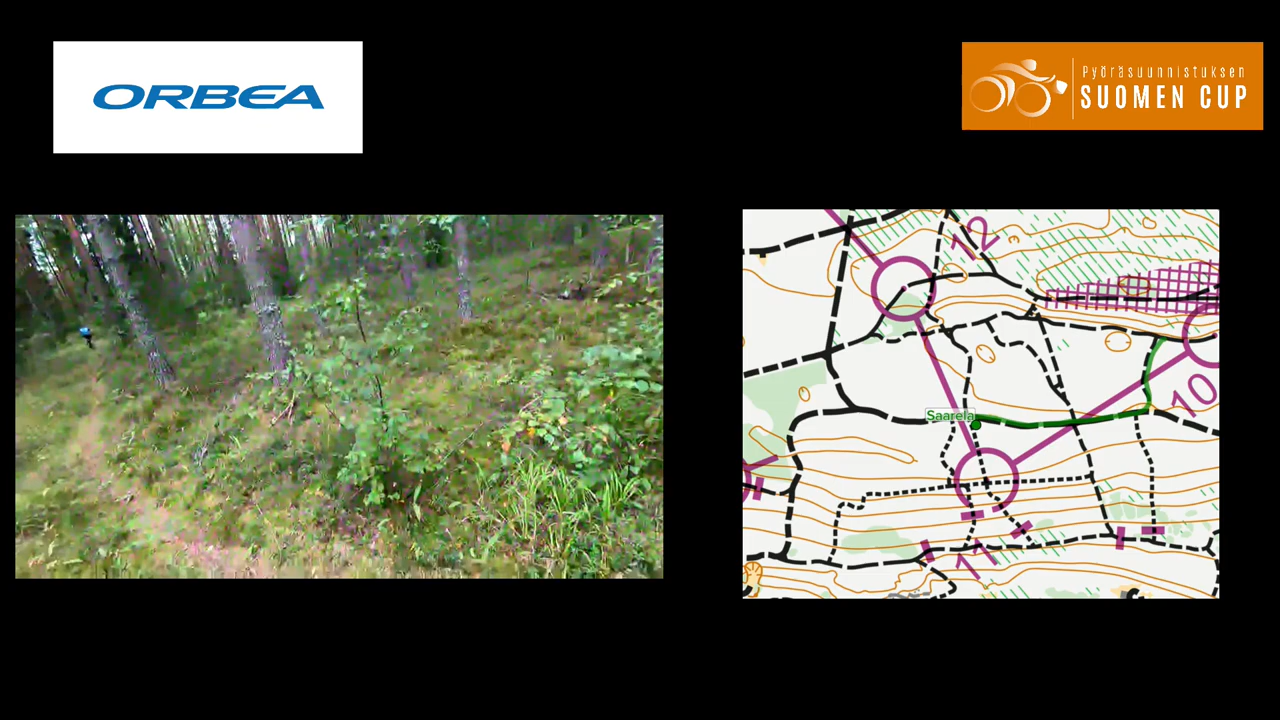 ORBEA
Pyöräsuunnistuksen
SUOMEN CUP
12
10
Saarela
11